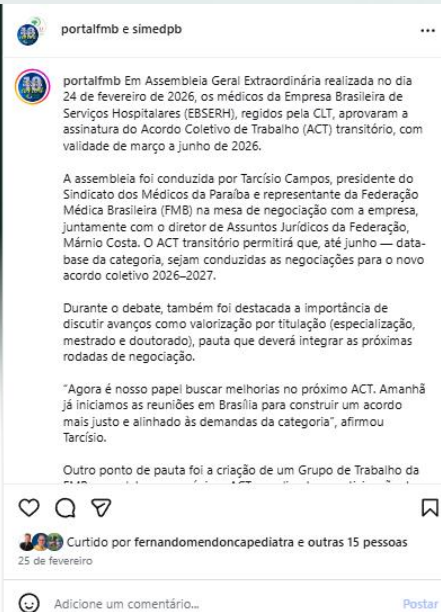 portalfmb e simedpb
portalfmb Em Assembleia Geral Extraordinária realizada no dia
24 de fevereiro de 2026, os médicos da Empresa Brasileira de
Serviços Hospitalares (EBSERH), regidos pela CLT, aprovaram a
assinatura do Acordo Coletivo de Trabalho (ACT) transitório, com
validade de março a junho de 2026.
A assembleia foi conduzida por Tarcísio Campos, presidente do
Sindicato dos Médicos da Paraíba e representante da Federação
Médica Brasileira (FMB) na mesa de negociação com a empresa,
juntamente com o diretor de Assuntos Jurídicos da Federação,
Márnio Costa. O ACT transitório permitirá que, até junho — data-
base da categoria, sejam conduzidas as negociações para o novo
acordo coletivo 2026–2027.
Durante o debate, também foi destacada a importância de
discutir avanços como valorização por titulação (especialização,
mestrado e doutorado), pauta que deverá integrar as próximas
rodadas de negociação.
“Agora é nosso papel buscar melhorias no próximo ACT. Amanhã
já iniciamos as reuniões em Brasília para construir um acordo
mais justo e alinhado às demandas da categoria”, afirmou
Tarcísio.
Outro ponto de pauta foi a criação de um Grupo de Trabalho da
Curtido por fernandomendoncapediatra e outras 15 pessoas
25 de fevereiro
Adicione um comentário...
Postar